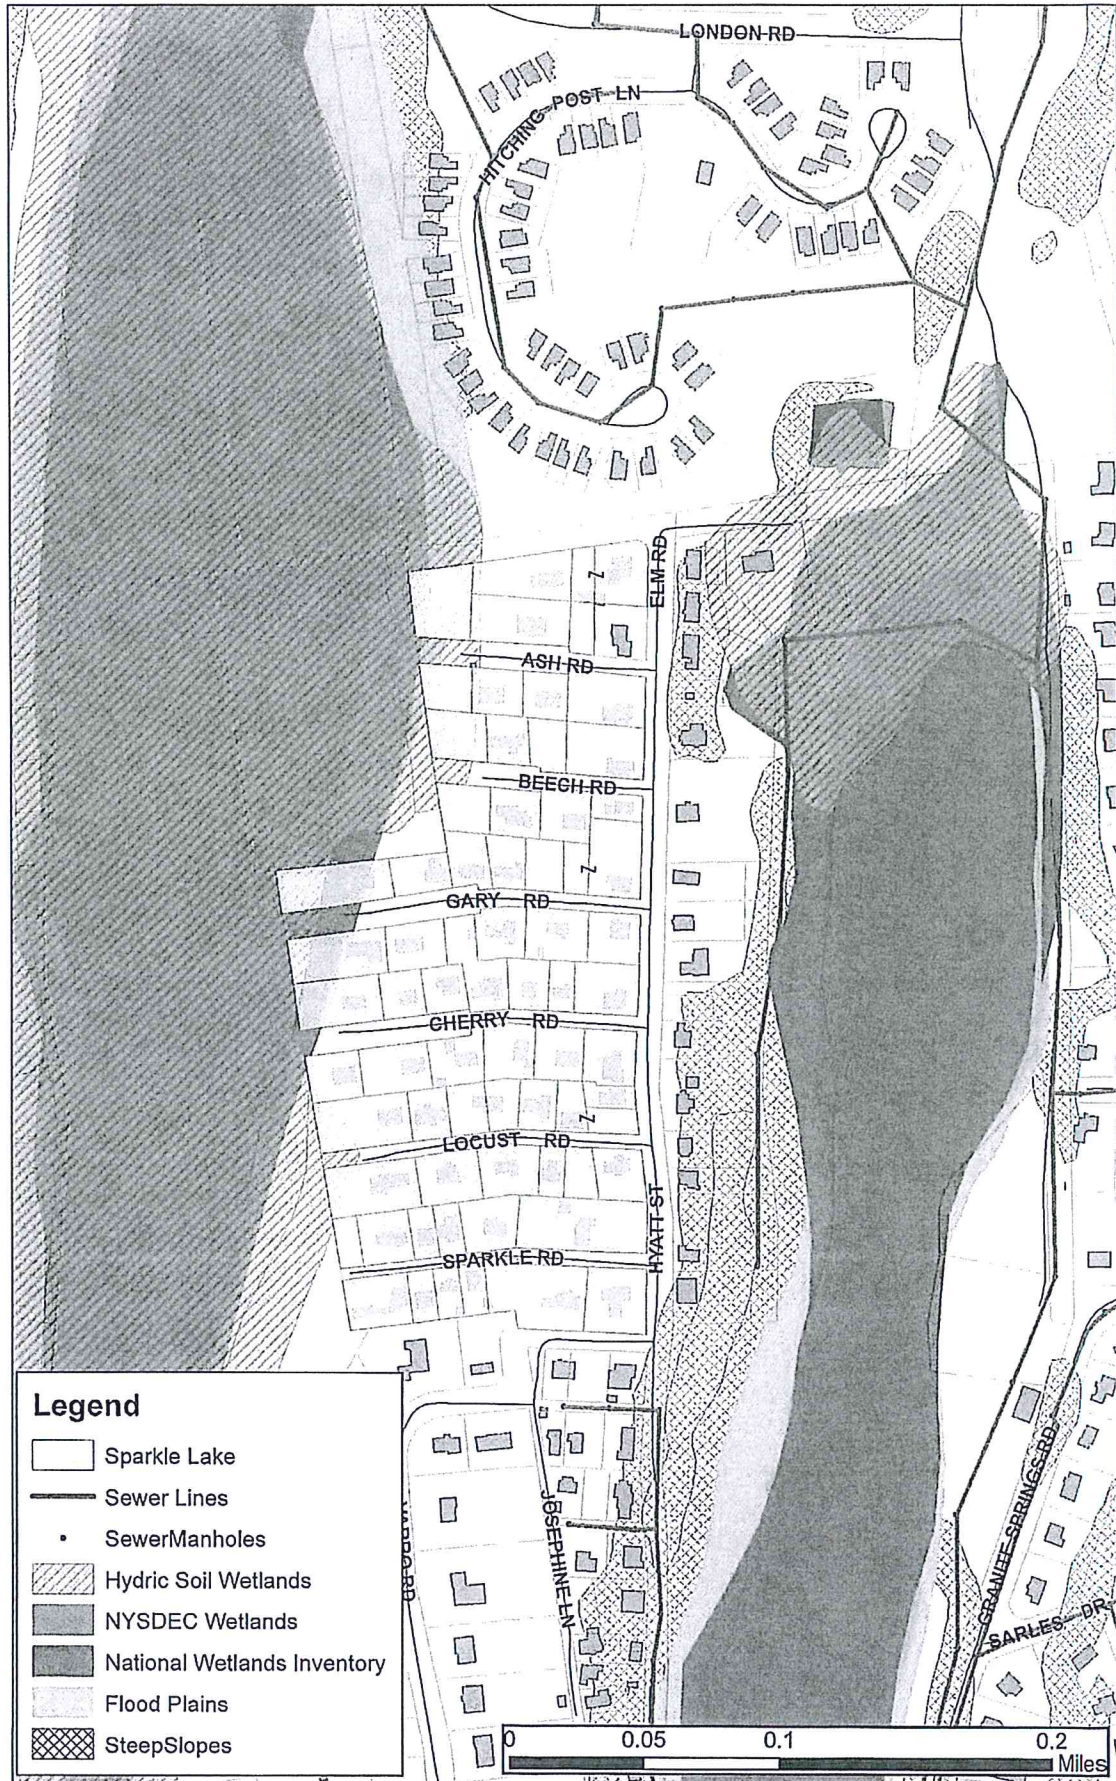 LONDON RD
HITCHING POST LN
ELM RD
Z
ASH RD
BEECH RD
Z
GARY RD
CHERRY RD
Z
LOCUST RD
HYATT ST
SPARKLE RD
JOSEPHINE LN
GRANITE SPRINGS RD
SARLES DR
Legend
Sparkle Lake
Sewer Lines
SewerManholes
Hydric Soil Wetlands
NYSDEC Wetlands
National Wetlands Inventory
Flood Plains
SteepSlopes
0 0.05 0.1 0.2
Miles